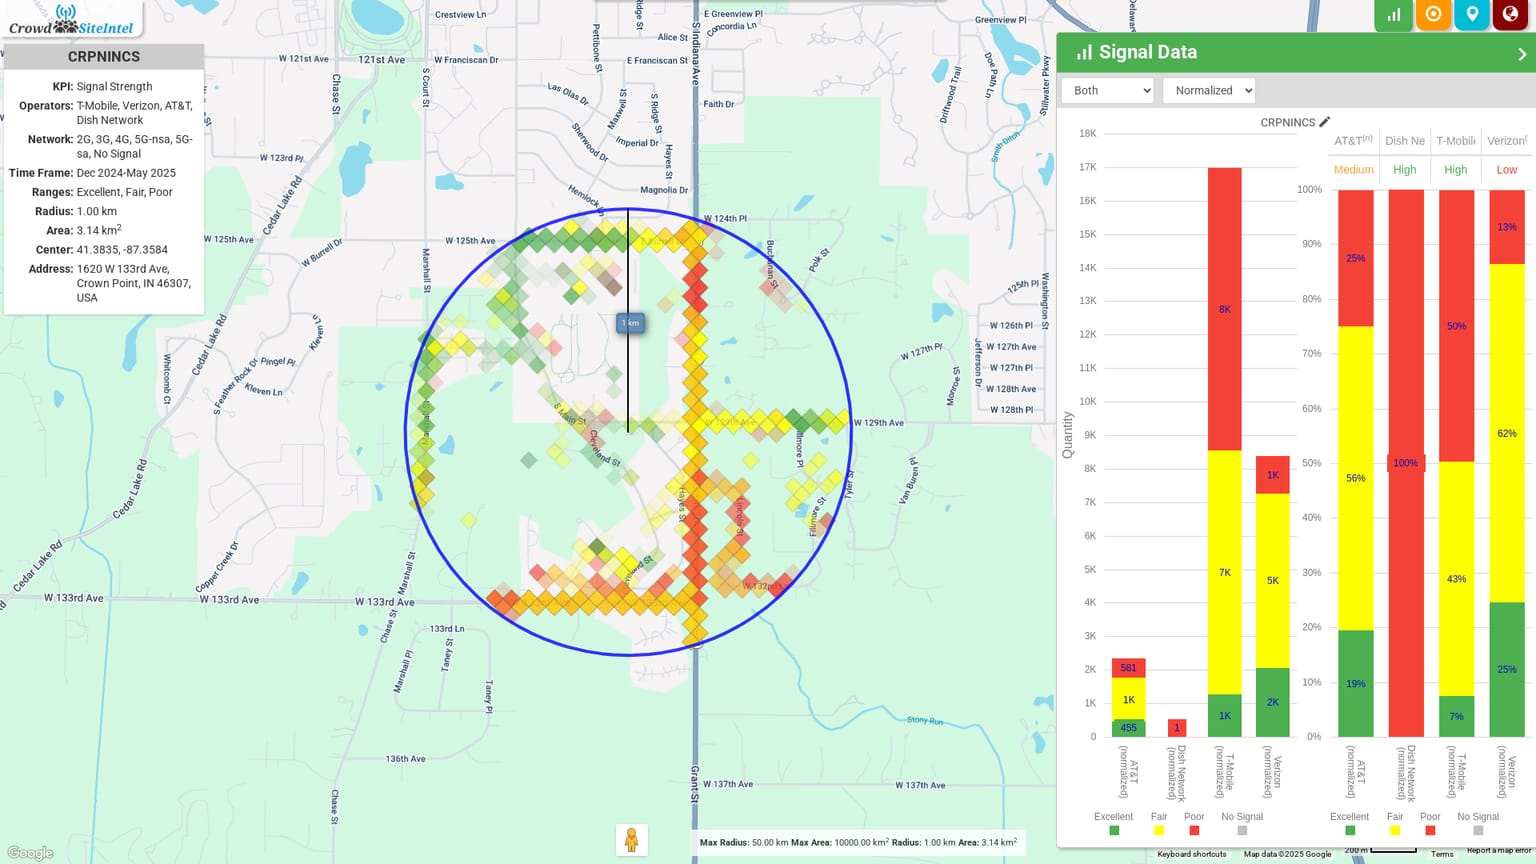 Crowd SiteIntel
CRPNINCS
KPI: Signal Strength
Operators: T-Mobile, Verizon, AT&T,
Dish Network
Network: 2G, 3G, 4G, 5G-nsa, 5G-
sa, No Signal
Time Frame: Dec 2024-May 2025
Ranges: Excellent, Fair, Poor
Radius: 1.00 km
Area: 3.14 km²
Center: 41.3835, -87.3584
Address: 1620 W 133rd Ave,
Crown Point, IN 46307,
USA
Crestview Ln
E Greenview Pl
Concordia Ln
Greenview Pl
Alice St
Pettibone St
S Ridge St
S Indiana Ave
W 121st Ave
121st Ave
W Franciscan Dr
E Franciscan St
Chase St
S Court St
Las Olas Dr
Maxwell St
Faith Dr
Driftwood Trail
Doe Path Ln
Stillwater Pkwy
Sherwood Dr
Imperial Dr
Hayes St
Smith Ditch
W 123rd Pl
Cedar Lake Rd
Hemlock Ln
Magnolia Dr
W 124th Pl
W 125th Ave
W Burrell Dr
W 125th Ave
Marshall St
Buchanan St
Polk St
125th Pl
Washington St
1 km
W 126th Pl
W 127th Ave
W 127th Pl
W 128th Ave
W 128th Pl
W 127th Pl
Monroe St
Jefferson Dr
Cedar Lake Rd
Kleven Ln
Pingel Pl
S Feather Rock Dr
Kleven Ln
Whitcomb Ct
S Main St
W 129th Ave
W 129th Ave
Cleveland St
Fillmore Pl
Tyler St
Van Buren Pl
Hayes St
Lincoln St
Fillmore St
Cedar Lake Rd
Cedar Lake Rd
Copper Creek Dr
Marshall St
W 133rd Ave
W 133rd Ave
W 133rd Ave
W 132nd
133rd Ln
Chase St
Marshall Pl
Taney St
Taney Pl
Stony Run
136th Ave
W 137th Ave
W 137th Ave
Grant St
Chase St
Google
Max Radius: 50.00 km Max Area: 10000.00 km² Radius: 1.00 km Area: 3.14 km²
Signal Data
Both
Normalized
CRPNINCS
18K
17K
16K
15K
14K
13K
12K
11K
10K
9K
8K
7K
6K
5K
4K
3K
2K
1K
0
Quantity
581
1K
455
1
8K
7K
1K
1K
5K
2K
AT&T (normalized)
Dish Network (normalized)
T-Mobile (normalized)
Verizon (normalized)
Excellent Fair Poor No Signal
AT&T(n) Dish Ne T-Mobile Verizon(
Medium High High Low
100%
90%
80%
70%
60%
50%
40%
30%
20%
10%
0%
25%
56%
19%
100%
50%
43%
7%
13%
62%
25%
AT&T (normalized)
Dish Network (normalized)
T-Mobile (normalized)
Verizon (normalized)
Excellent Fair Poor No Signal
Keyboard shortcuts Map data ©2025 Google 200 m Terms Report a map error